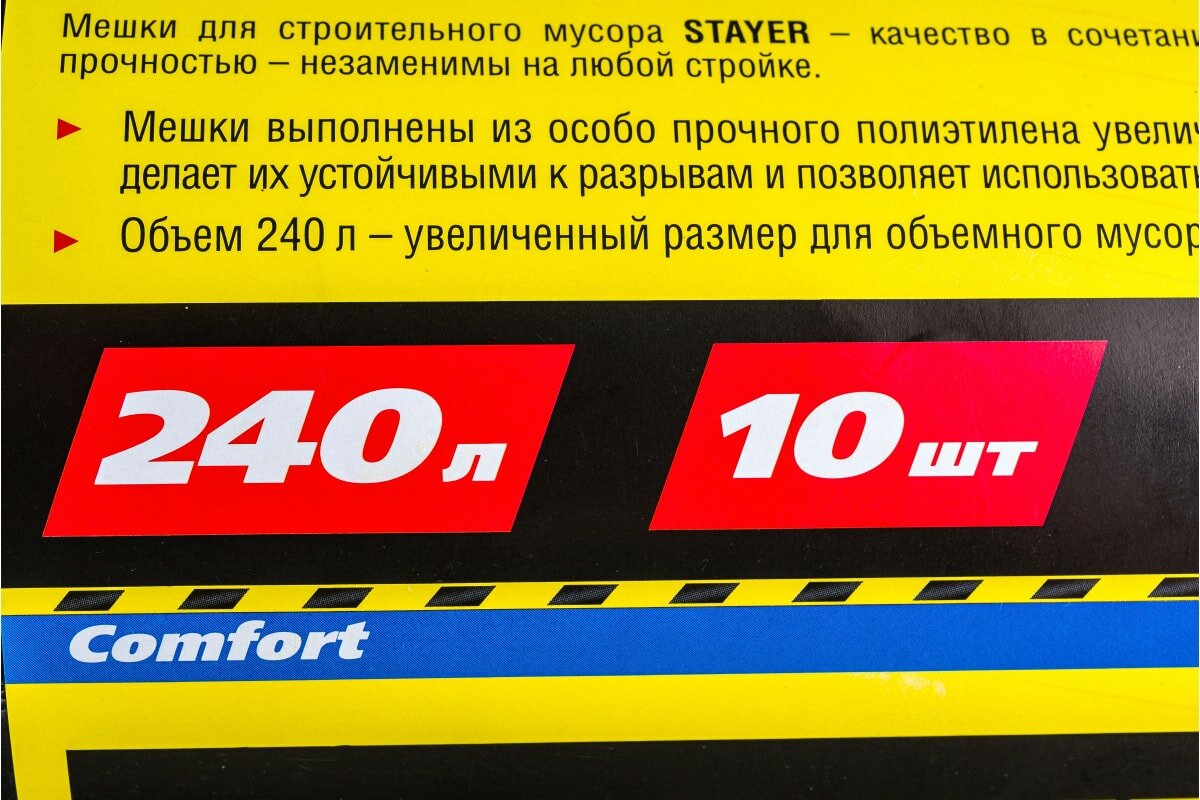 Мешки для строительного мусора STAYER – качество в сочетани
прочностью – незаменимы на любой стройке.
Мешки выполнены из особо прочного полиэтилена увелич
делает их устойчивыми к разрывам и позволяет использоват
Объем 240 л – увеличенный размер для объемного мусор
240 л
10 шт
Comfort